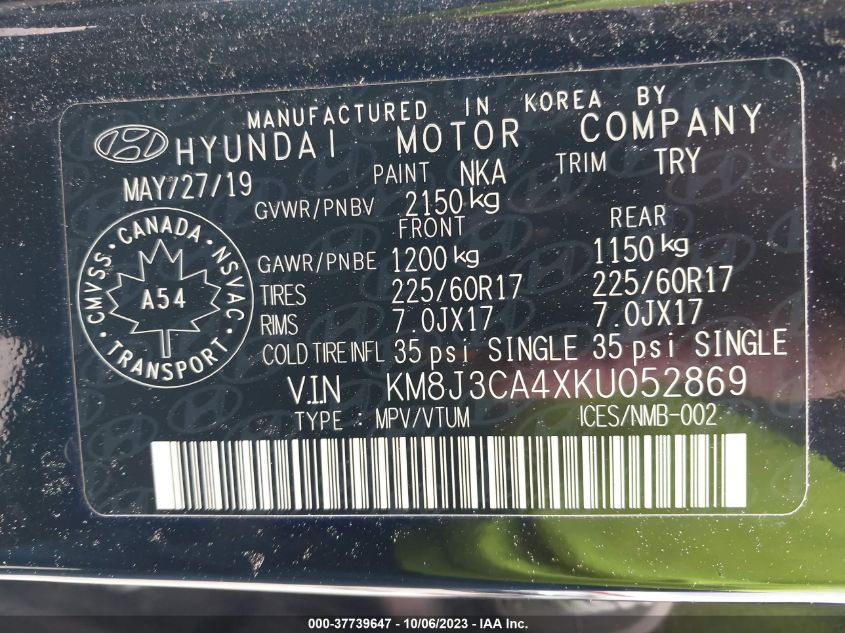 MANUFACTURED IN KOREA BY
HYUNDAI MOTOR COMPANY
MAY/27/19 PAINT NKA TRIM TRY
GVWR/PNBV 2150 kg
FRONT REAR
GAWR/PNBE 1200 kg 1150 kg
TIRES 225/60R17 225/60R17
RIMS 7.0JX17 7.0JX17
COLD TIRE INFL 35 psi SINGLE 35 psi SINGLE
CMVSS · CANADA · NSVAC · TRANSPORT ·
A54
V.I.N KM8J3CA4XKU052869
TYPE : MPV/VTUM ICES/NMB-002
000-37739647 - 10/06/2023 - IAA Inc.